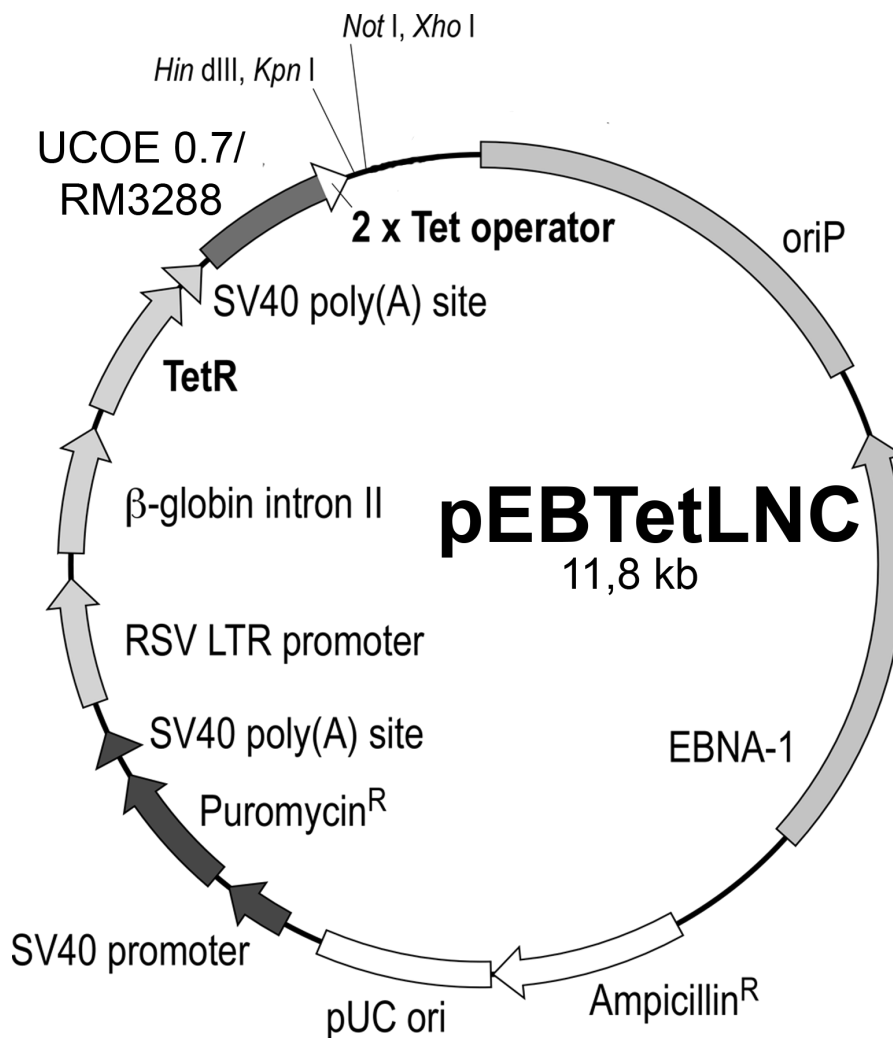 Not I, Xho I
Hin dIII, Kpn I
UCOE 0.7/
RM3288
2 x Tet operator
oriP
SV40 poly(A) site
TetR
β-globin intron II
pEBTetLNC
11,8 kb
RSV LTR promoter
SV40 poly(A) site
EBNA-1
PuromycinR
SV40 promoter
AmpicillinR
pUC ori